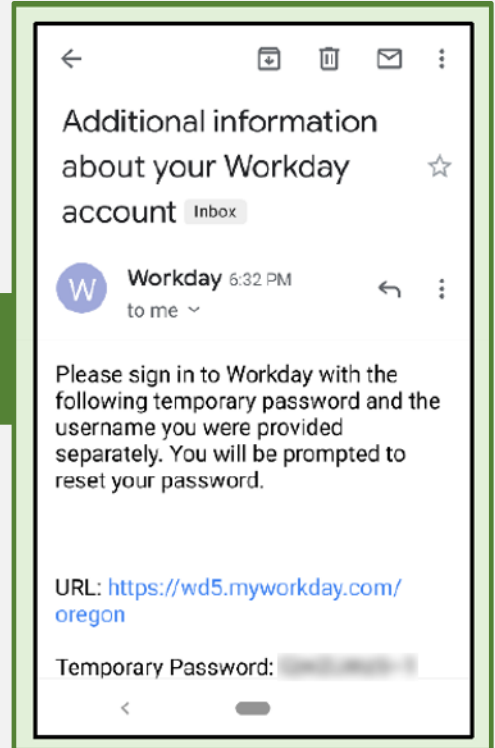 Additional information
about your Workday
account Inbox
W
Workday 6:32 PM
to me
Please sign in to Workday with the
following temporary password and the
username you were provided
separately. You will be prompted to
reset your password.
URL: https://wd5.myworkday.com/
oregon
Temporary Password: